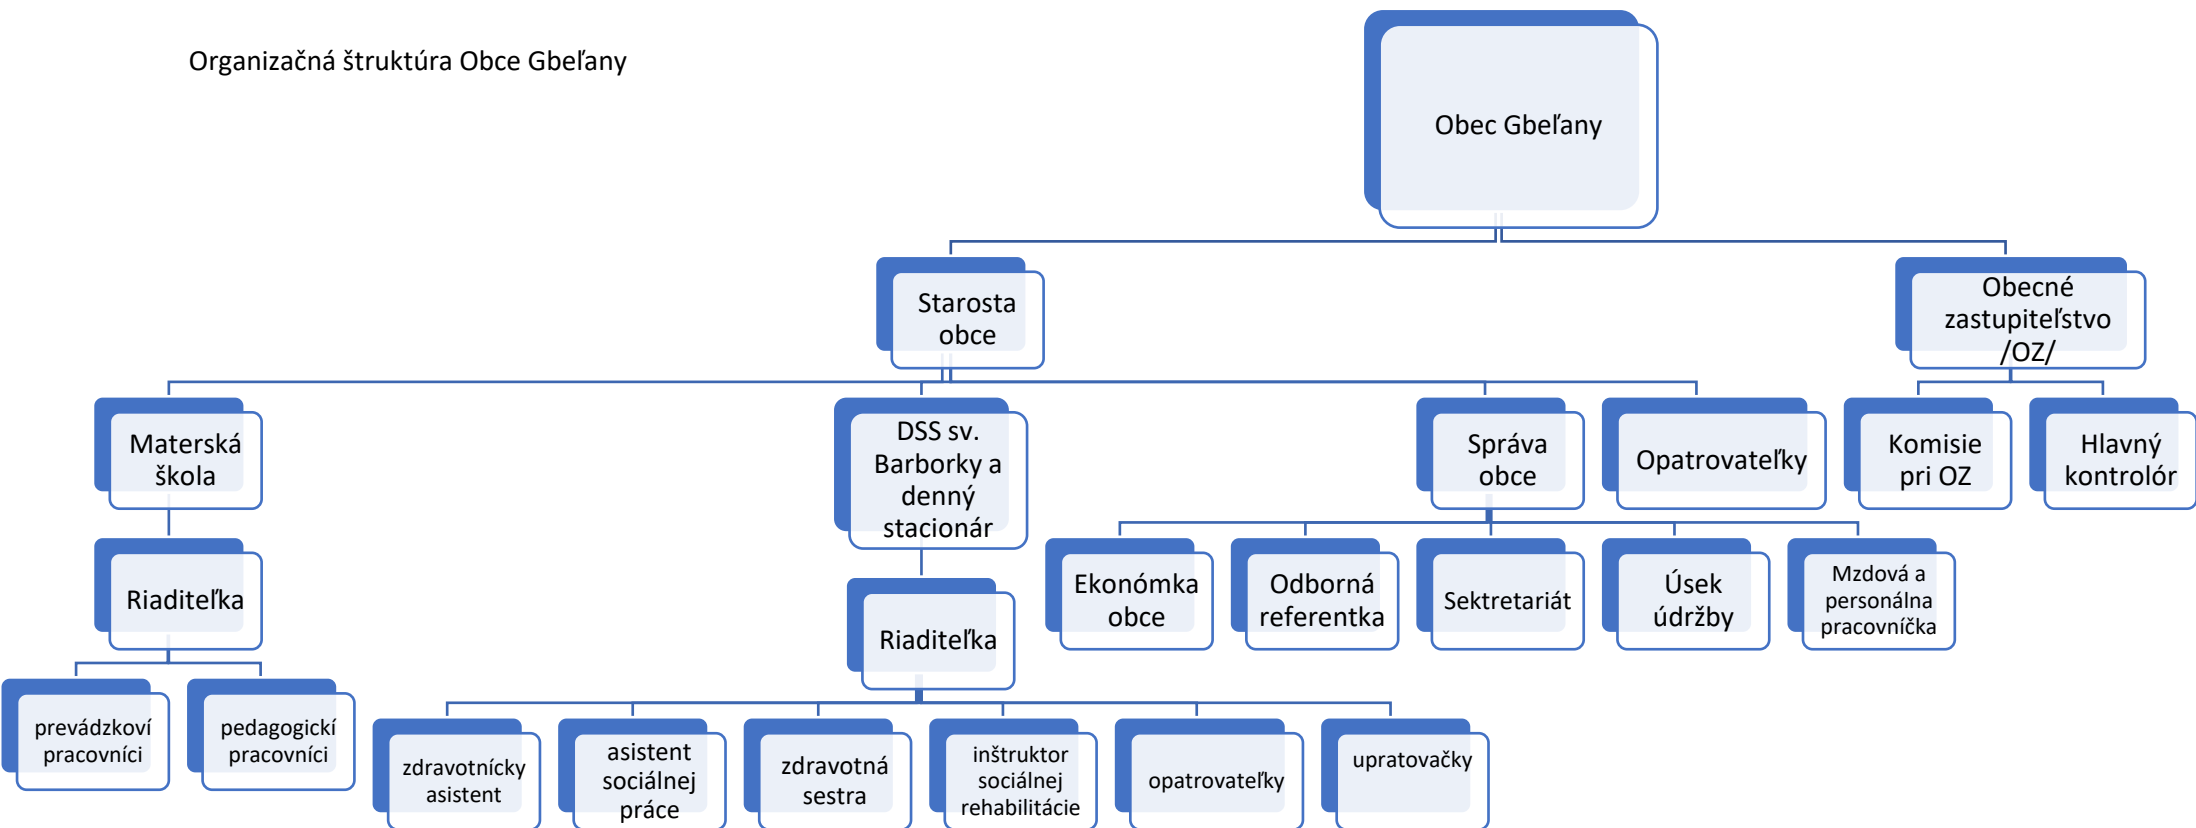 Organizačná štruktúra Obce Gbeľany
Obec Gbeľany
Starosta
obce
Obecné
zastupiteľstvo
/OZ/
Materská
škola
DSS sv.
Barborky a
denný
stacionár
Správa
obce
Opatrovateľky
Komisie
pri OZ
Hlavný
kontrolór
Riaditeľka
Riaditeľka
Ekonómka
obce
Odborná
referentka
Sektretariát
Úsek
údržby
Mzdová a
personálna
pracovníčka
prevádzkoví
pracovníci
pedagogickí
pracovníci
zdravotnícky
asistent
asistent
sociálnej
práce
zdravotná
sestra
inštruktor
sociálnej
rehabilitácie
opatrovateľky
upratovačky